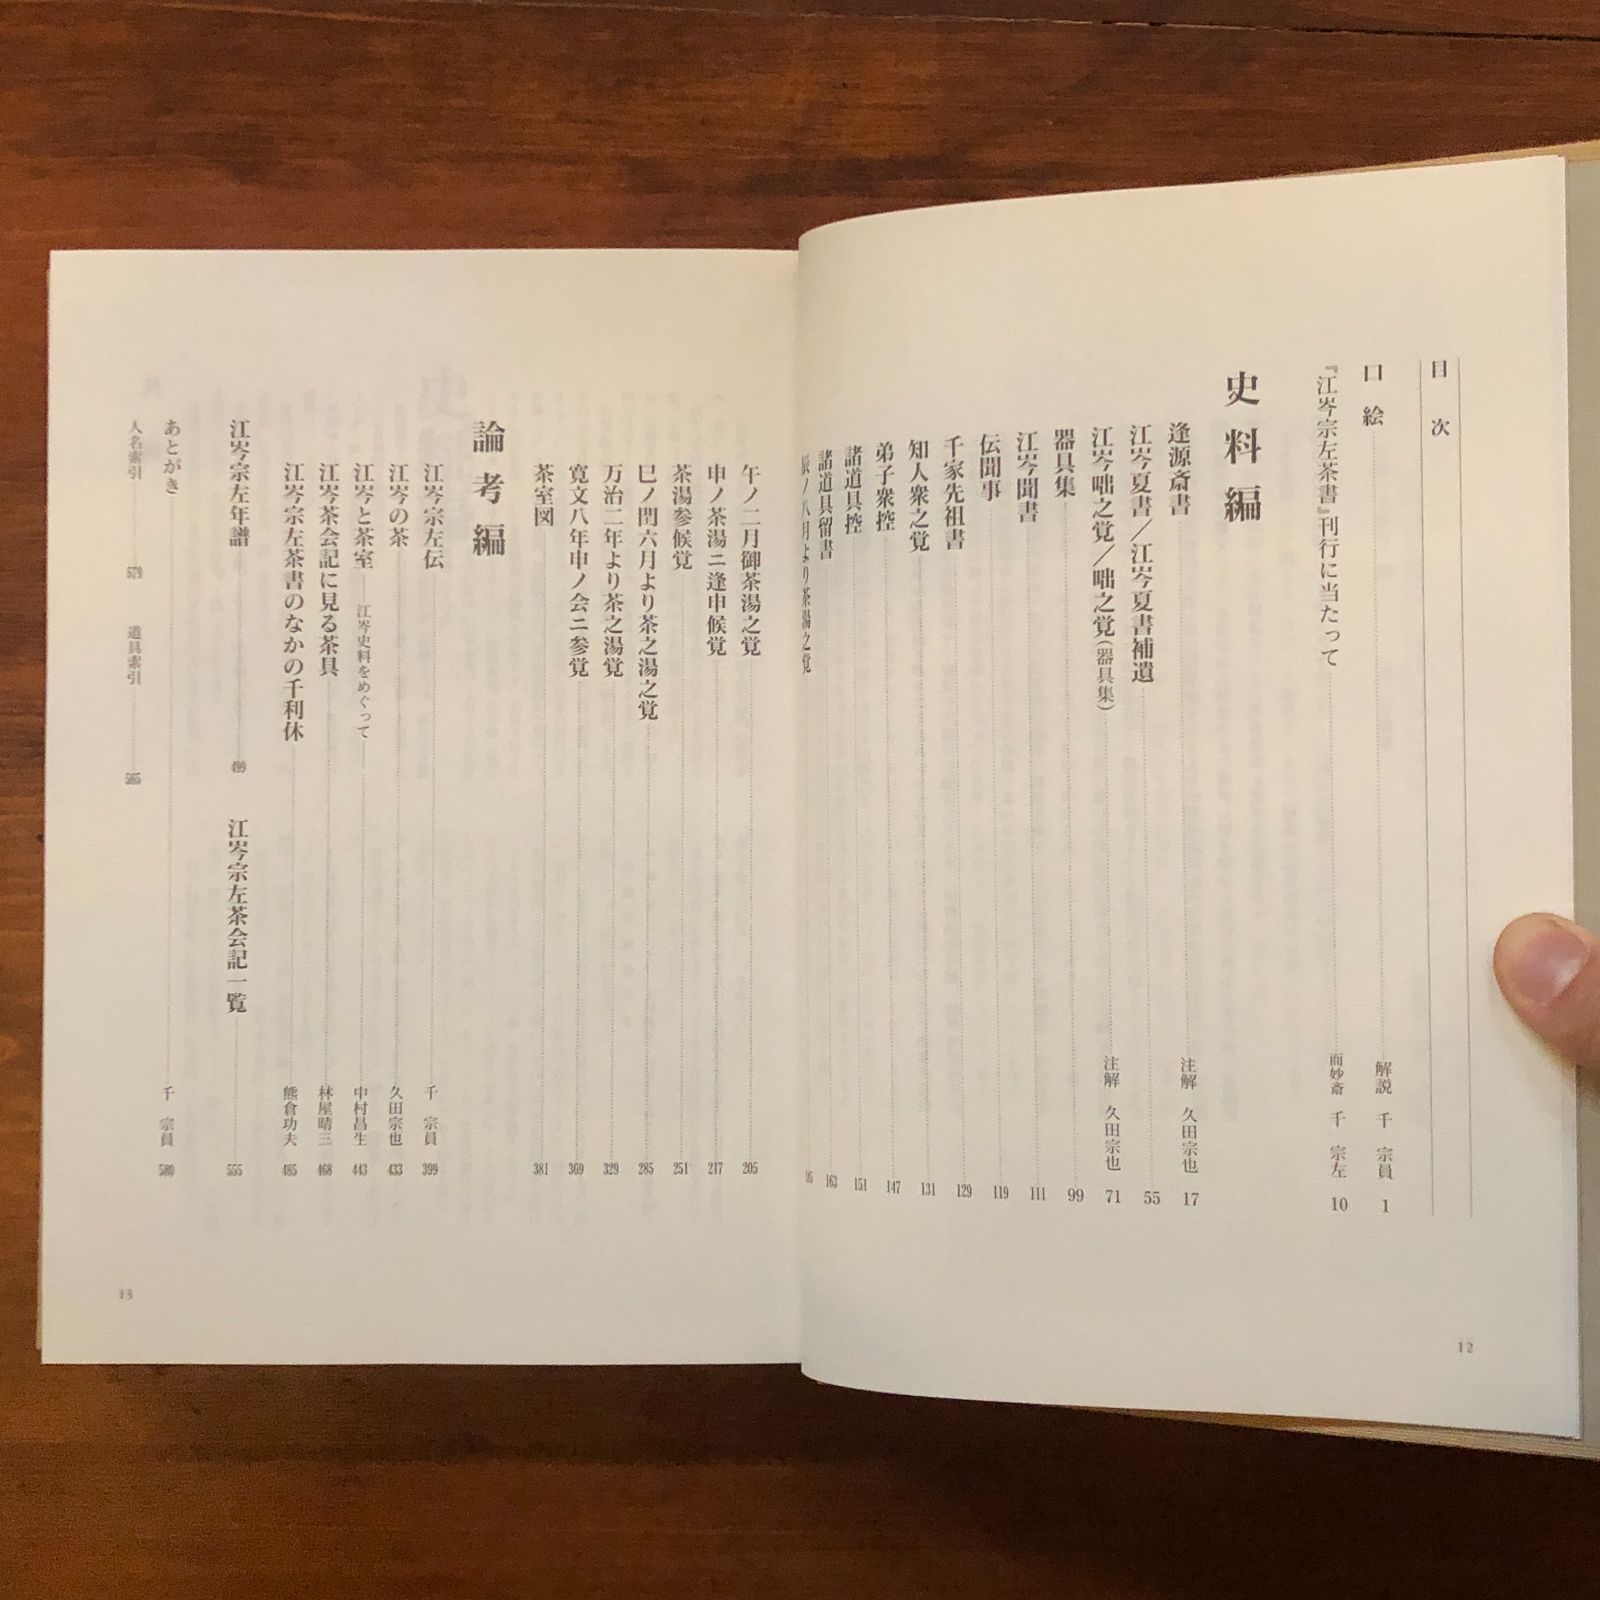 目次
口絵 解説 千 宗員 1
『江岑宗左茶書』刊行に当たって 而妙斎 千 宗左 10
史料編
逢源斎書 注解 久田宗也 17
江岑夏書/江岑夏書補遺 55
江岑咄之覚/咄之覚(器具集) 注解 久田宗也 71
器具集 99
江岑聞書 111
伝聞事 119
千家先祖書 129
知人衆之覚 131
弟子衆控 147
諸道具控 151
諸道具留書 163
ノ八月より茶湯之覚
12
午ノ二月御茶湯之覚 205
申ノ茶湯ニ逢申候覚 217
茶湯参候覚 251
巳ノ閏六月より茶之湯之覚 285
万治二年より茶之湯覚 329
寛文八年申ノ会ニ参覚 369
茶室図 381
論考編
江岑宗左伝 千 宗員 399
江岑の茶 久田宗也 433
江岑と茶室 ──江岑史料をめぐって── 中村昌生 443
江岑茶会記に見る茶具 林屋晴三 468
江岑宗左茶書のなかの千利休 熊倉功夫 485
江岑宗左年譜 499 江岑宗左茶会記一覧 555
あとがき 千 宗員 580
人名索引 579 道具索引 565
13